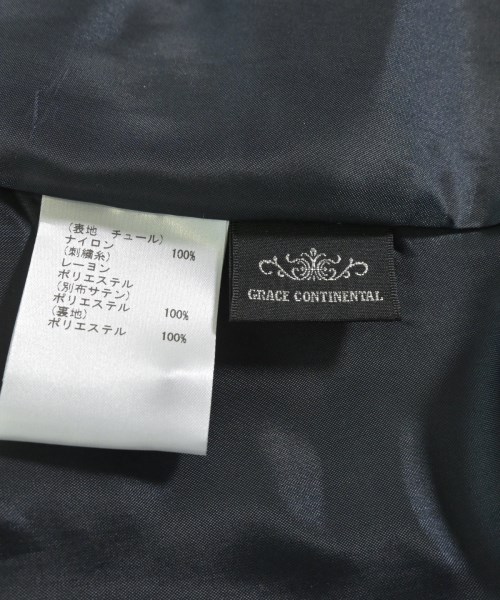 (表地 チュール)
ナイロン 100%
(刺繍糸)
レーヨン
ポリエステル
(別布サテン)
ポリエステル 100%
(裏地)
ポリエステル 100%
GRACE CONTINENTAL